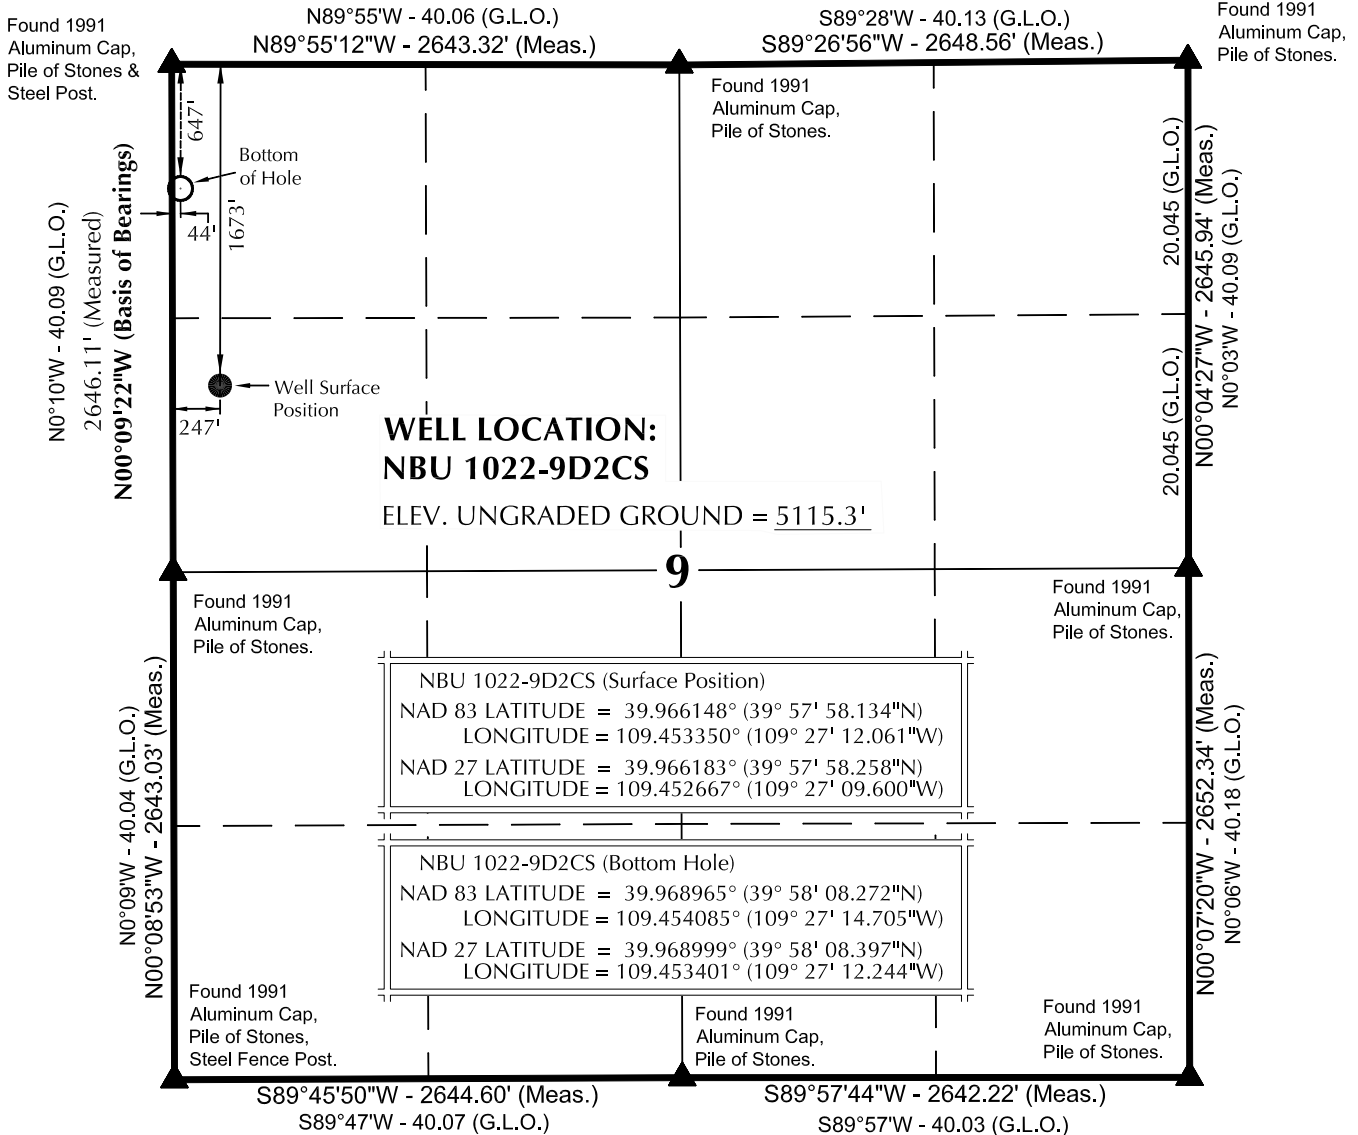 Found 1991
Aluminum Cap,
Pile of Stones &
Steel Post.
N89°55'W - 40.06 (G.L.O.)
N89°55'12"W - 2643.32' (Meas.)
S89°28'W - 40.13 (G.L.O.)
S89°26'56"W - 2648.56' (Meas.)
Found 1991
Aluminum Cap,
Pile of Stones.
Found 1991
Aluminum Cap,
Pile of Stones.
647'
Bottom
of Hole
1673'
44'
N0°10'W - 40.09 (G.L.O.)
2646.11' (Measured)
N00°09'22"W (Basis of Bearings)
20.045 (G.L.O.)
20.045 (G.L.O.)
N00°04'27"W - 2645.94' (Meas.)
N0°03'W - 40.09 (G.L.O.)
Well Surface
Position
247'
WELL LOCATION:
NBU 1022-9D2CS
ELEV. UNGRADED GROUND = 5115.3'
9
Found 1991
Aluminum Cap,
Pile of Stones.
Found 1991
Aluminum Cap,
Pile of Stones.
NBU 1022-9D2CS (Surface Position)
NAD 83 LATITUDE = 39.966148° (39° 57' 58.134"N)
LONGITUDE = 109.453350° (109° 27' 12.061"W)
NAD 27 LATITUDE = 39.966183° (39° 57' 58.258"N)
LONGITUDE = 109.452667° (109° 27' 09.600"W)
NBU 1022-9D2CS (Bottom Hole)
NAD 83 LATITUDE = 39.968965° (39° 58' 08.272"N)
LONGITUDE = 109.454085° (109° 27' 14.705"W)
NAD 27 LATITUDE = 39.968999° (39° 58' 08.397"N)
LONGITUDE = 109.453401° (109° 27' 12.244"W)
N0°09'W - 40.04 (G.L.O.)
N00°08'53"W - 2643.03' (Meas.)
N00°07'20"W - 2652.34' (Meas.)
N0°06'W - 40.18 (G.L.O.)
Found 1991
Aluminum Cap,
Pile of Stones,
Steel Fence Post.
Found 1991
Aluminum Cap,
Pile of Stones.
Found 1991
Aluminum Cap,
Pile of Stones.
S89°45'50"W - 2644.60' (Meas.)
S89°47'W - 40.07 (G.L.O.)
S89°57'44"W - 2642.22' (Meas.)
S89°57'W - 40.03 (G.L.O.)